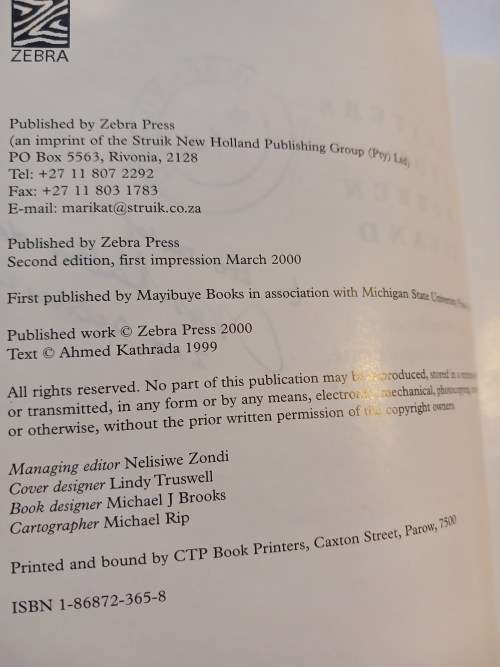 ZEBRA
Published by Zebra Press
(an imprint of the Struik New Holland Publishing Group (Pty) Ltd)
PO Box 5563, Rivonia, 2128
Tel: +27 11 807 2292
Fax: +27 11 803 1783
E-mail: marikat@struik.co.za
Published by Zebra Press
Second edition, first impression March 2000
First published by Mayibuye Books in association with Michigan State University
Published work © Zebra Press 2000
Text © Ahmed Kathrada 1999
All rights reserved. No part of this publication may be reproduced, stored in a
or transmitted, in any form or by any means, electronic, mechanical, photocopying,
or otherwise, without the prior written permission of the copyright owners
Managing editor Nelisiwe Zondi
Cover designer Lindy Truswell
Book designer Michael J Brooks
Cartographer Michael Rip
Printed and bound by CTP Book Printers, Caxton Street, Parow, 7500
ISBN 1-86872-365-8